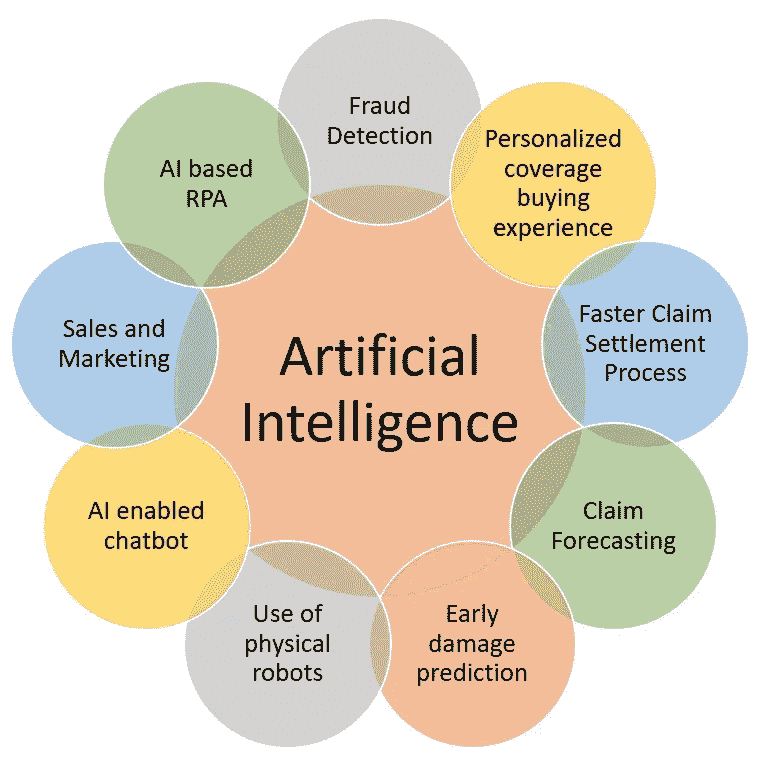 Fraud
Detection
Personalized
coverage
buying
experience
Faster Claim
Settlement
Process
Claim
Forecasting
Early
damage
prediction
Use of
physical
robots
AI enabled
chatbot
Sales and
Marketing
AI based
RPA
Artificial
Intelligence